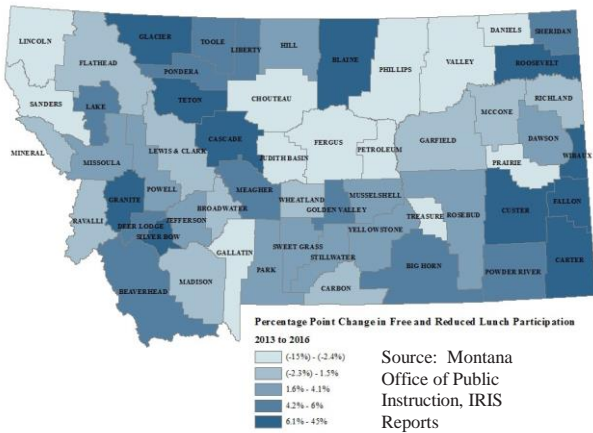 LINCOLN
GLACIER
TOOLE
LIBERTY
HILL
BLAINE
PHILLIPS
VALLEY
DANIELS
SHERIDAN
FLATHEAD
PONDERA
ROOSEVELT
SANDERS
LAKE
TETON
CHOUTEAU
RICHLAND
MCCONE
MINERAL
MISSOULA
LEWIS & CLARK
CASCADE
JUDITH BASIN
FERGUS
PETROLEUM
GARFIELD
DAWSON
PRAIRIE
WIBAUX
POWELL
GRANITE
RAVALLI
DEER LODGE
SILVER BOW
JEFFERSON
BROADWATER
MEAGHER
WHEATLAND
GOLDEN VALLEY
MUSSELSHELL
TREASURE
ROSEBUD
CUSTER
FALLON
GALLATIN
PARK
SWEET GRASS
STILLWATER
YELLOWSTONE
BIG HORN
POWDER RIVER
CARTER
BEAVERHEAD
MADISON
CARBON
Percentage Point Change in Free and Reduced Lunch Participation
2013 to 2016
(-15%) - (-2.4%)
(-2.3%) - 1.5%
1.6% - 4.1%
4.2% - 6%
6.1% - 45%
Source: Montana
Office of Public
Instruction, IRIS
Reports